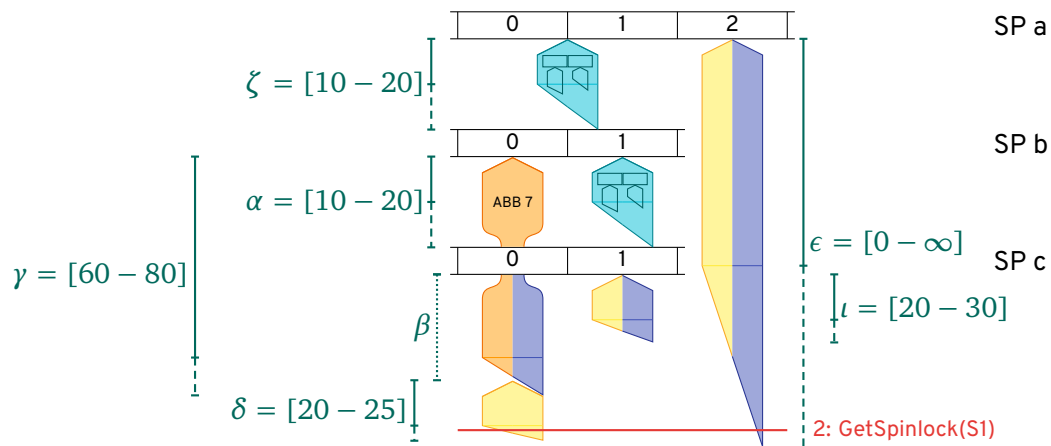 0 1 2 SP a
ζ = [10 − 20]
0 1 SP b
α = [10 − 20] ABB 7
ϵ = [0 − ∞]
0 1 SP c
γ = [60 − 80]
ι = [20 − 30]
β
δ = [20 − 25]
2: GetSpinlock(S1)